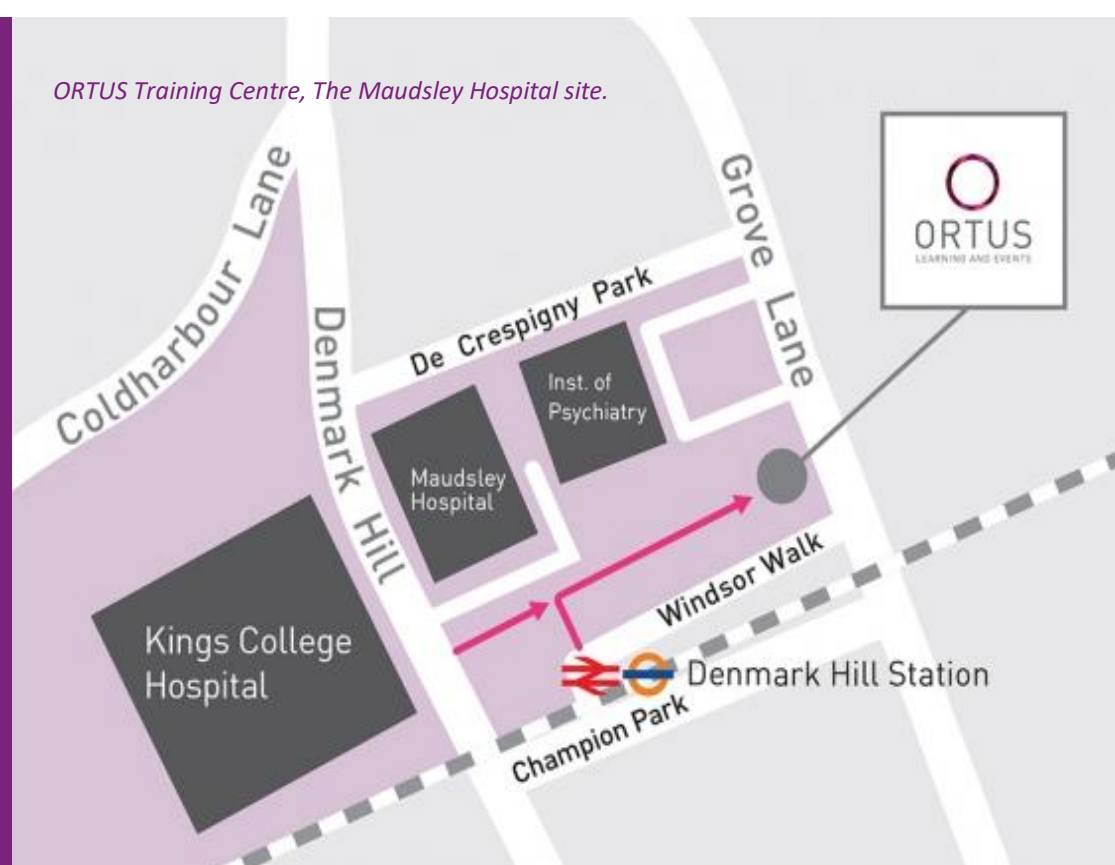 ORTUS Training Centre, The Maudsley Hospital site.
Coldharbour Lane
Denmark Hill
Grove Lane
ORTUS
LEARNING AND EVENTS
De Crespigny Park
Inst. of
Psychiatry
Maudsley
Hospital
Kings College
Hospital
Windsor Walk
Denmark Hill Station
Champion Park